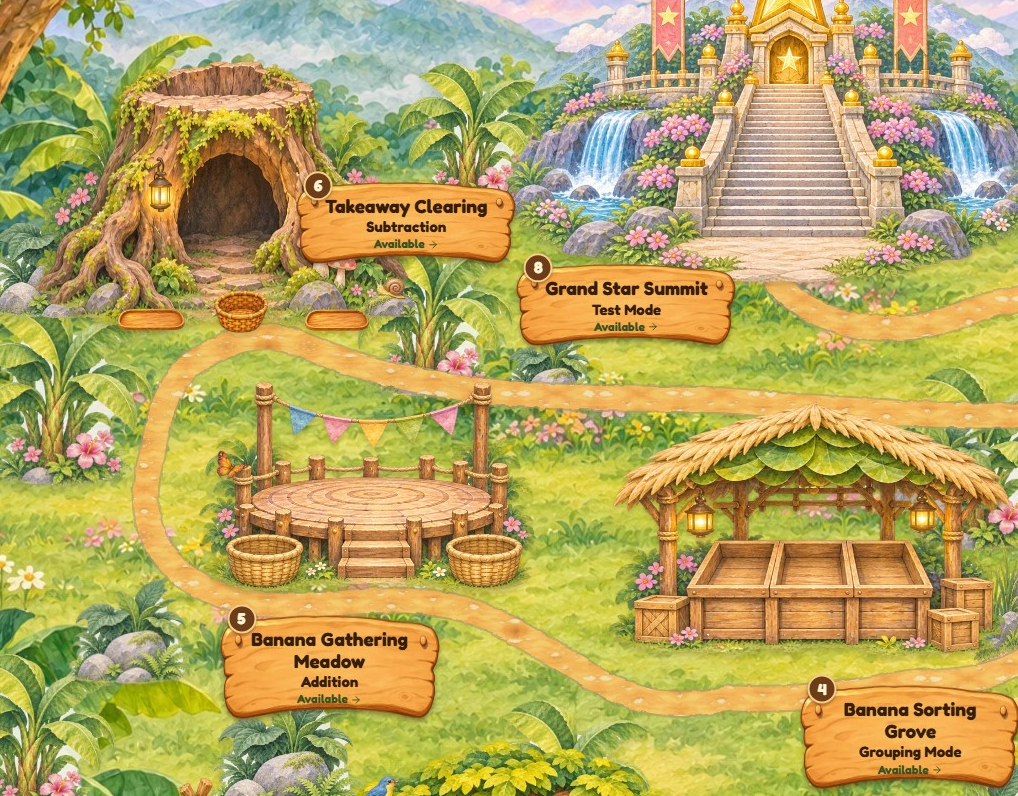 6
Takeaway Clearing
Subtraction
Available →
8
Grand Star Summit
Test Mode
Available →
5
Banana Gathering
Meadow
Addition
Available →
4
Banana Sorting
Grove
Grouping Mode
Available →